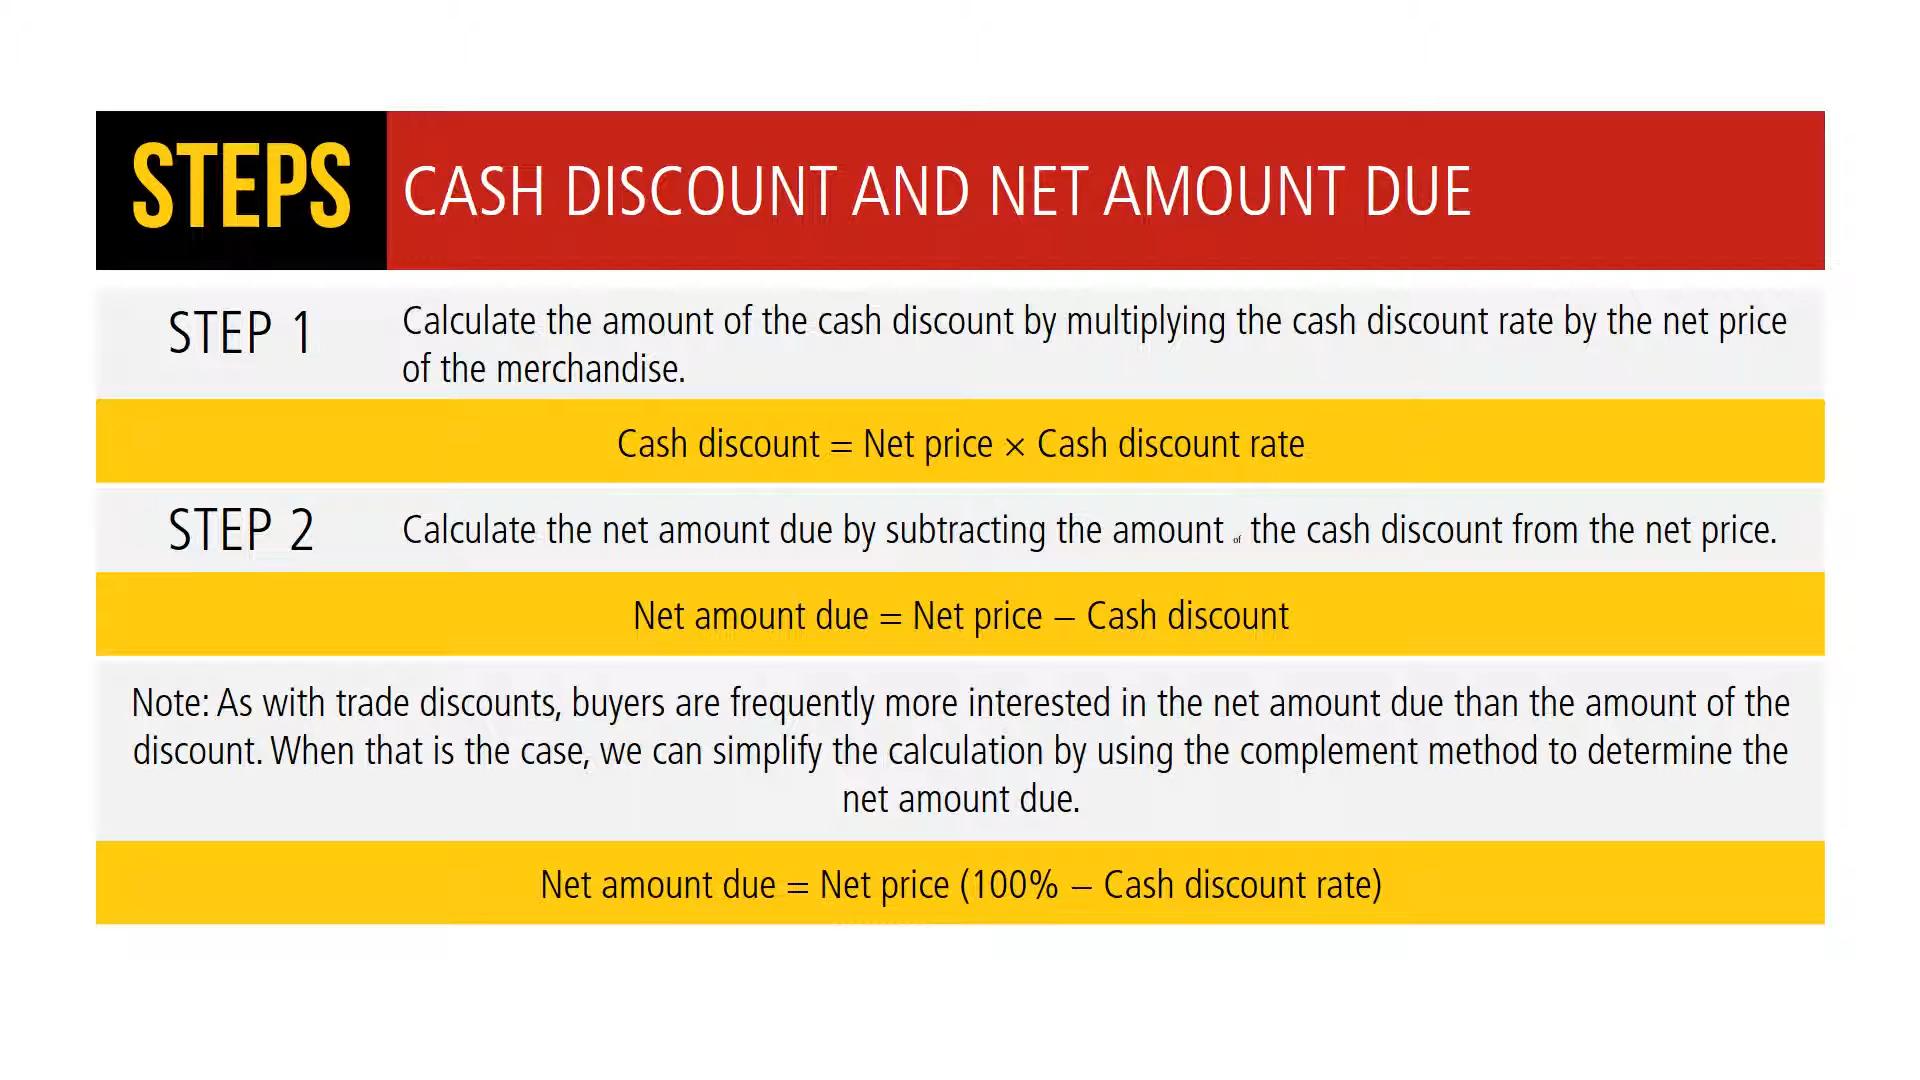 STEPS CASH DISCOUNT AND NET AMOUNT DUE
STEP 1 Calculate the amount of the cash discount by multiplying the cash discount rate by the net price
of the merchandise.
Cash discount = Net price × Cash discount rate
STEP 2 Calculate the net amount due by subtracting the amount of the cash discount from the net price.
Net amount due = Net price – Cash discount
Note: As with trade discounts, buyers are frequently more interested in the net amount due than the amount of the
discount. When that is the case, we can simplify the calculation by using the complement method to determine the
net amount due.
Net amount due = Net price (100% – Cash discount rate)